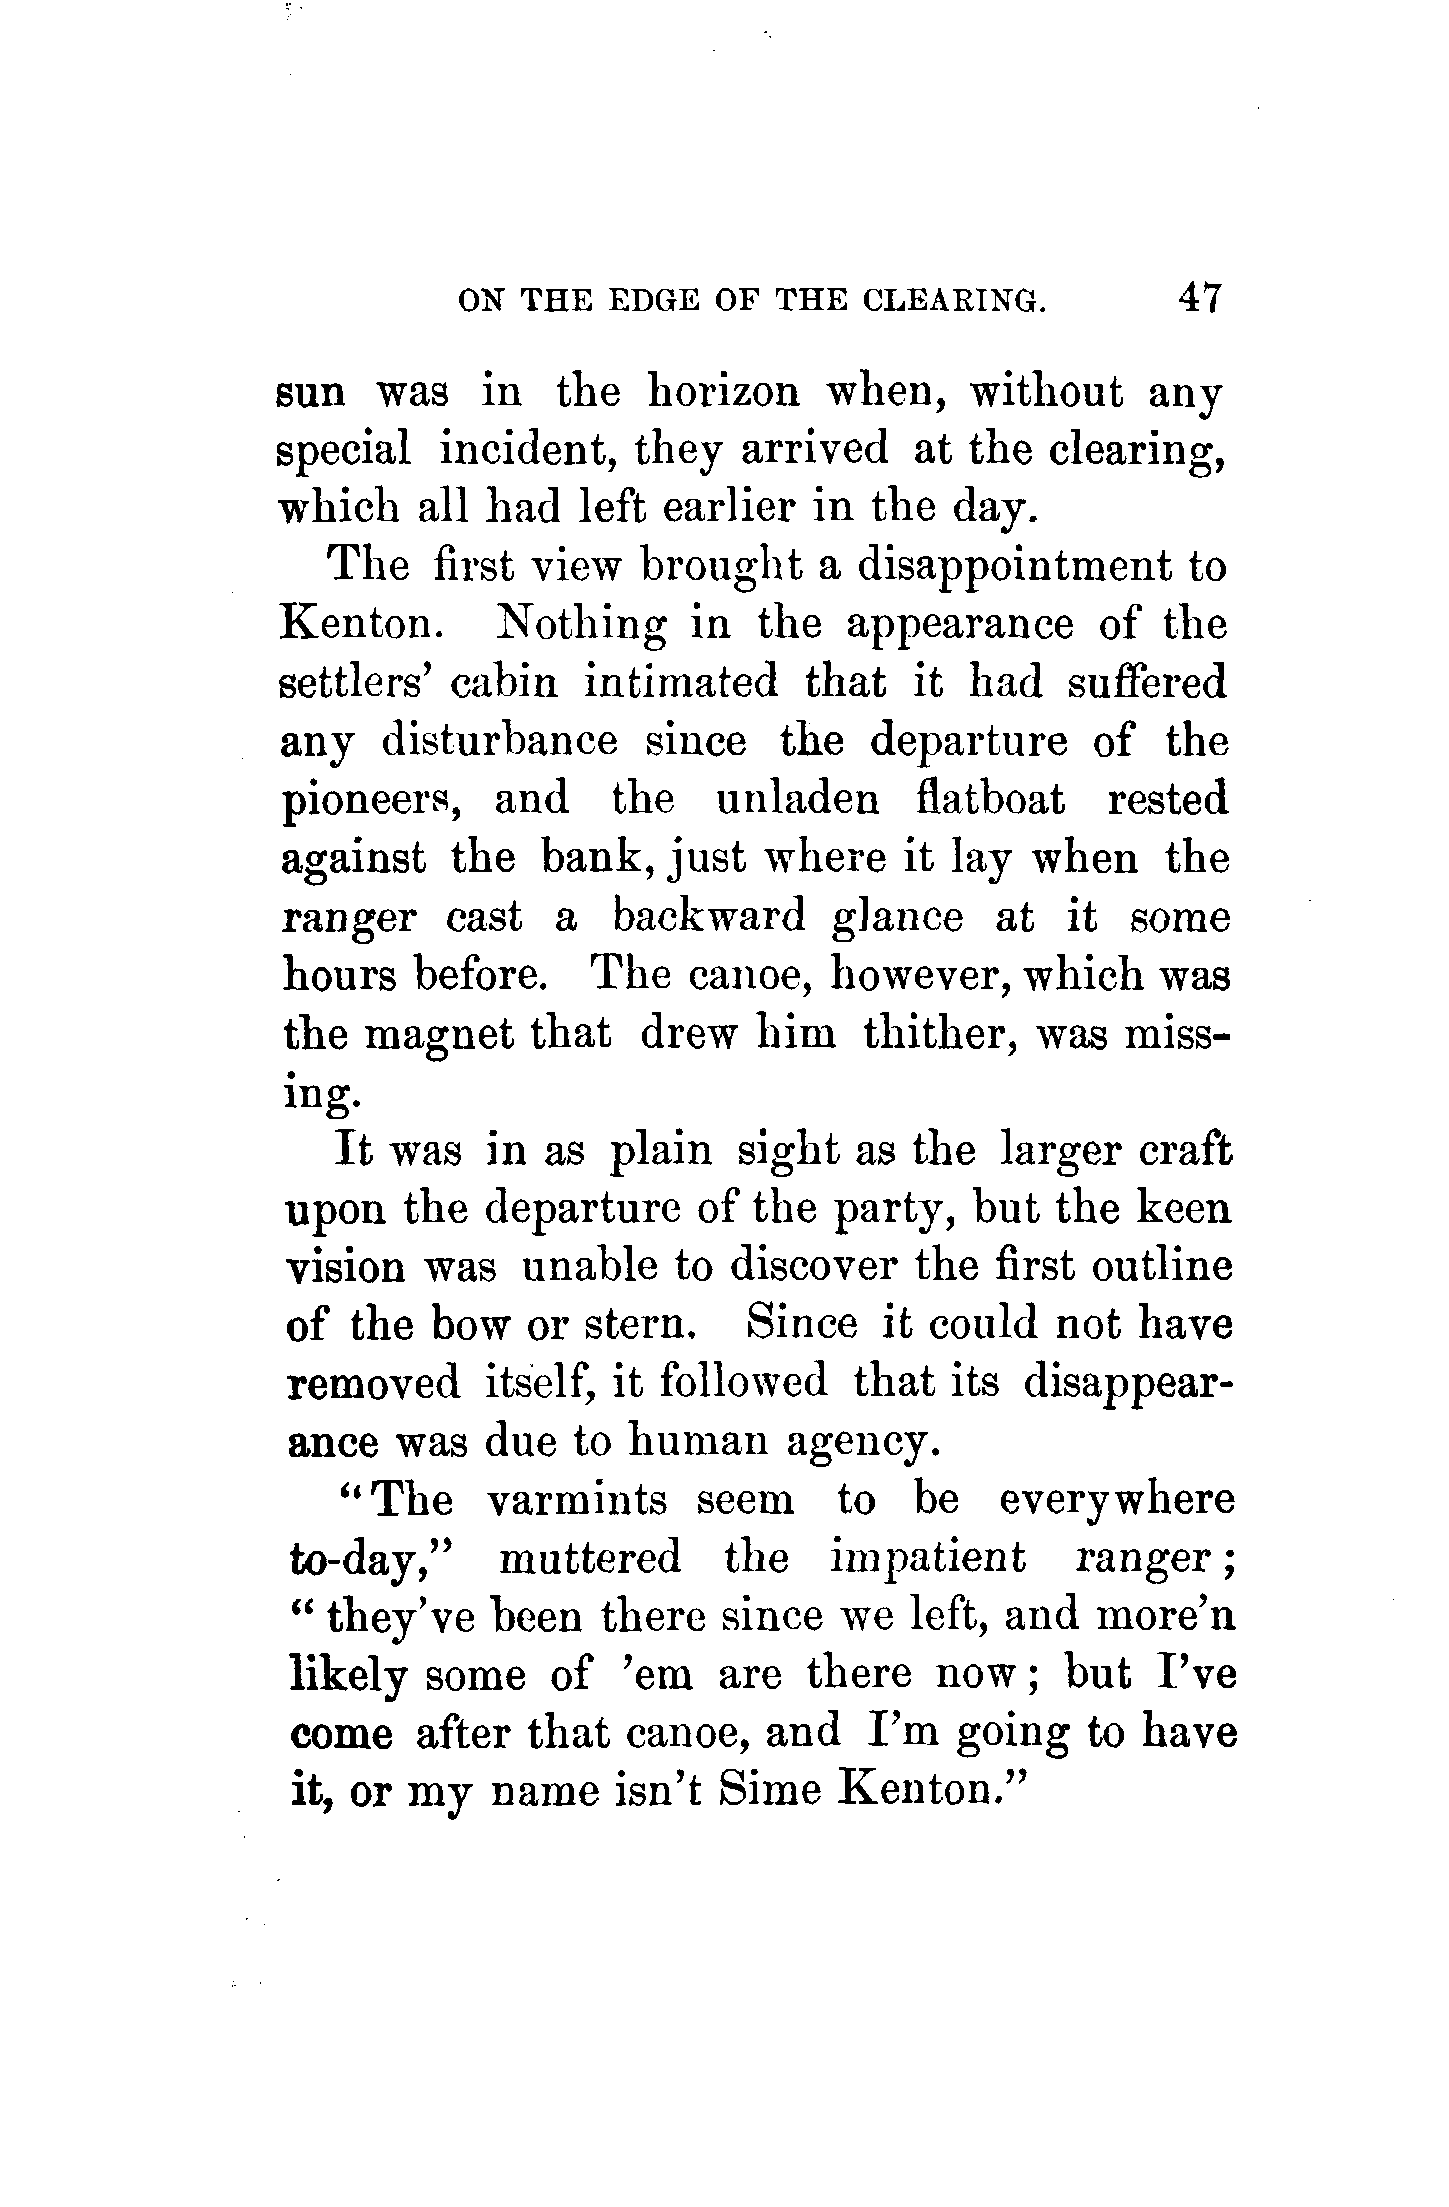 ON THE EDGE OF THE CLEARING. 47
sun was in the horizon when, without any
special incident, they arrived at the clearing,
which all had left earlier in the day.
The first view brought a disappointment to
Kenton. Nothing in the appearance of the
settlers' cabin intimated that it had suffered
any disturbance since the departure of the
pioneers, and the unladen flatboat rested
against the bank, just where it lay when the
ranger cast a backward glance at it some
hours before. The canoe, however, which was
the magnet that drew him thither, was miss-
ing.
It was in as plain sight as the larger craft
upon the departure of the party, but the keen
vision was unable to discover the first outline
of the bow or stern. Since it could not have
removed itself, it followed that its disappear-
ance was due to human agency.
“The varmints seem to be everywhere
to-day,” muttered the impatient ranger;
“they've been there since we left, and more'n
likely some of 'em are there now; but I've
come after that canoe, and I'm going to have
it, or my name isn't Sime Kenton.”